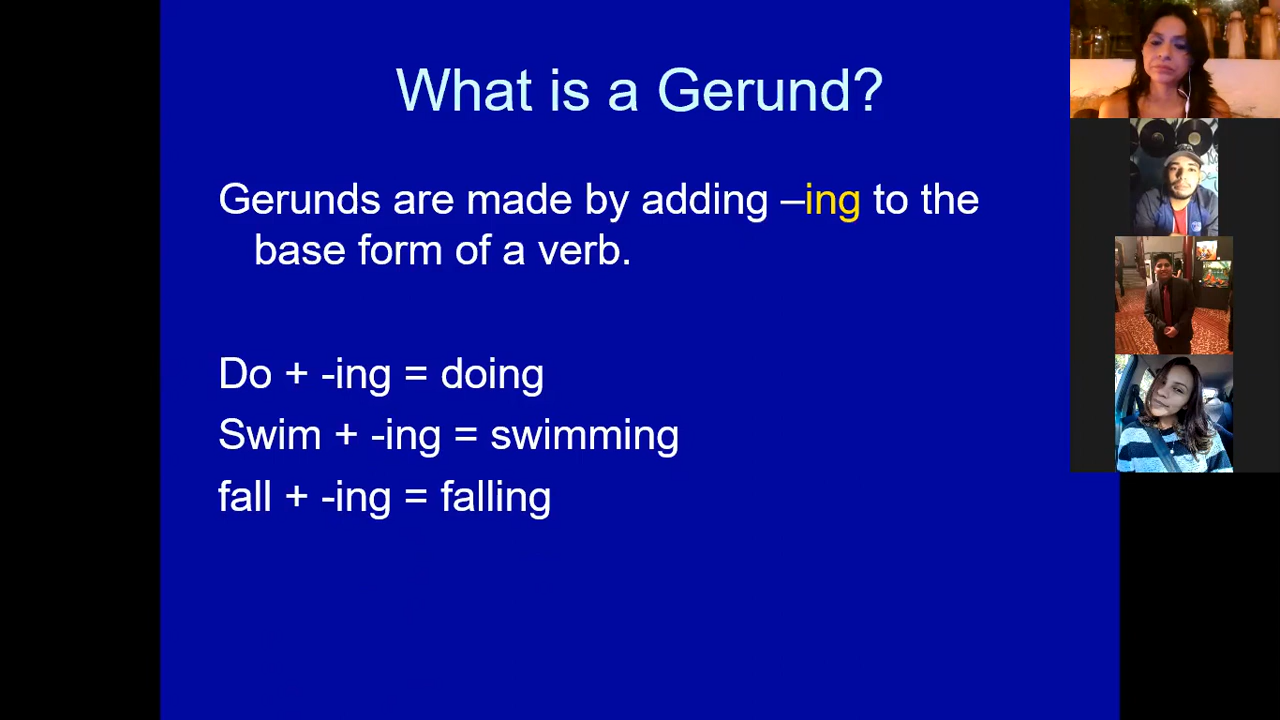 What is a Gerund?
Gerunds are made by adding –ing to the
base form of a verb.
Do + -ing = doing
Swim + -ing = swimming
fall + -ing = falling